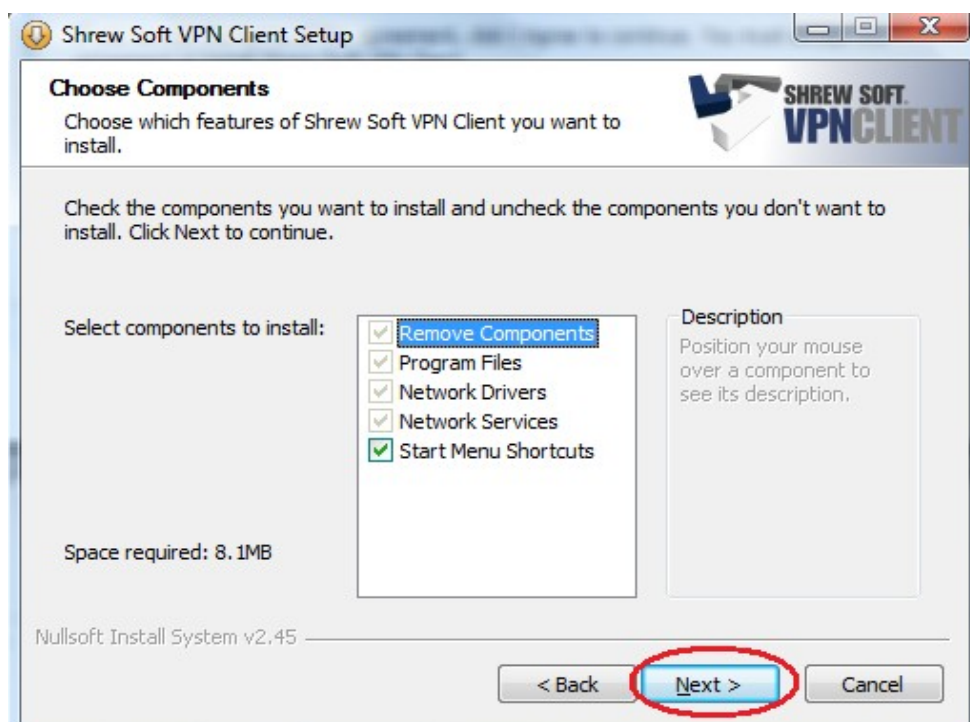 Shrew Soft VPN Client Setup
Choose Components
Choose which features of Shrew Soft VPN Client you want to
install.
SHREW SOFT.
VPNCLIENT
Check the components you want to install and uncheck the components you don't want to
install. Click Next to continue.
Select components to install:
Remove Components
Program Files
Network Drivers
Network Services
Start Menu Shortcuts
Description
Position your mouse
over a component to
see its description.
Space required: 8.1MB
Nullsoft Install System v2.45
< Back
Next >
Cancel